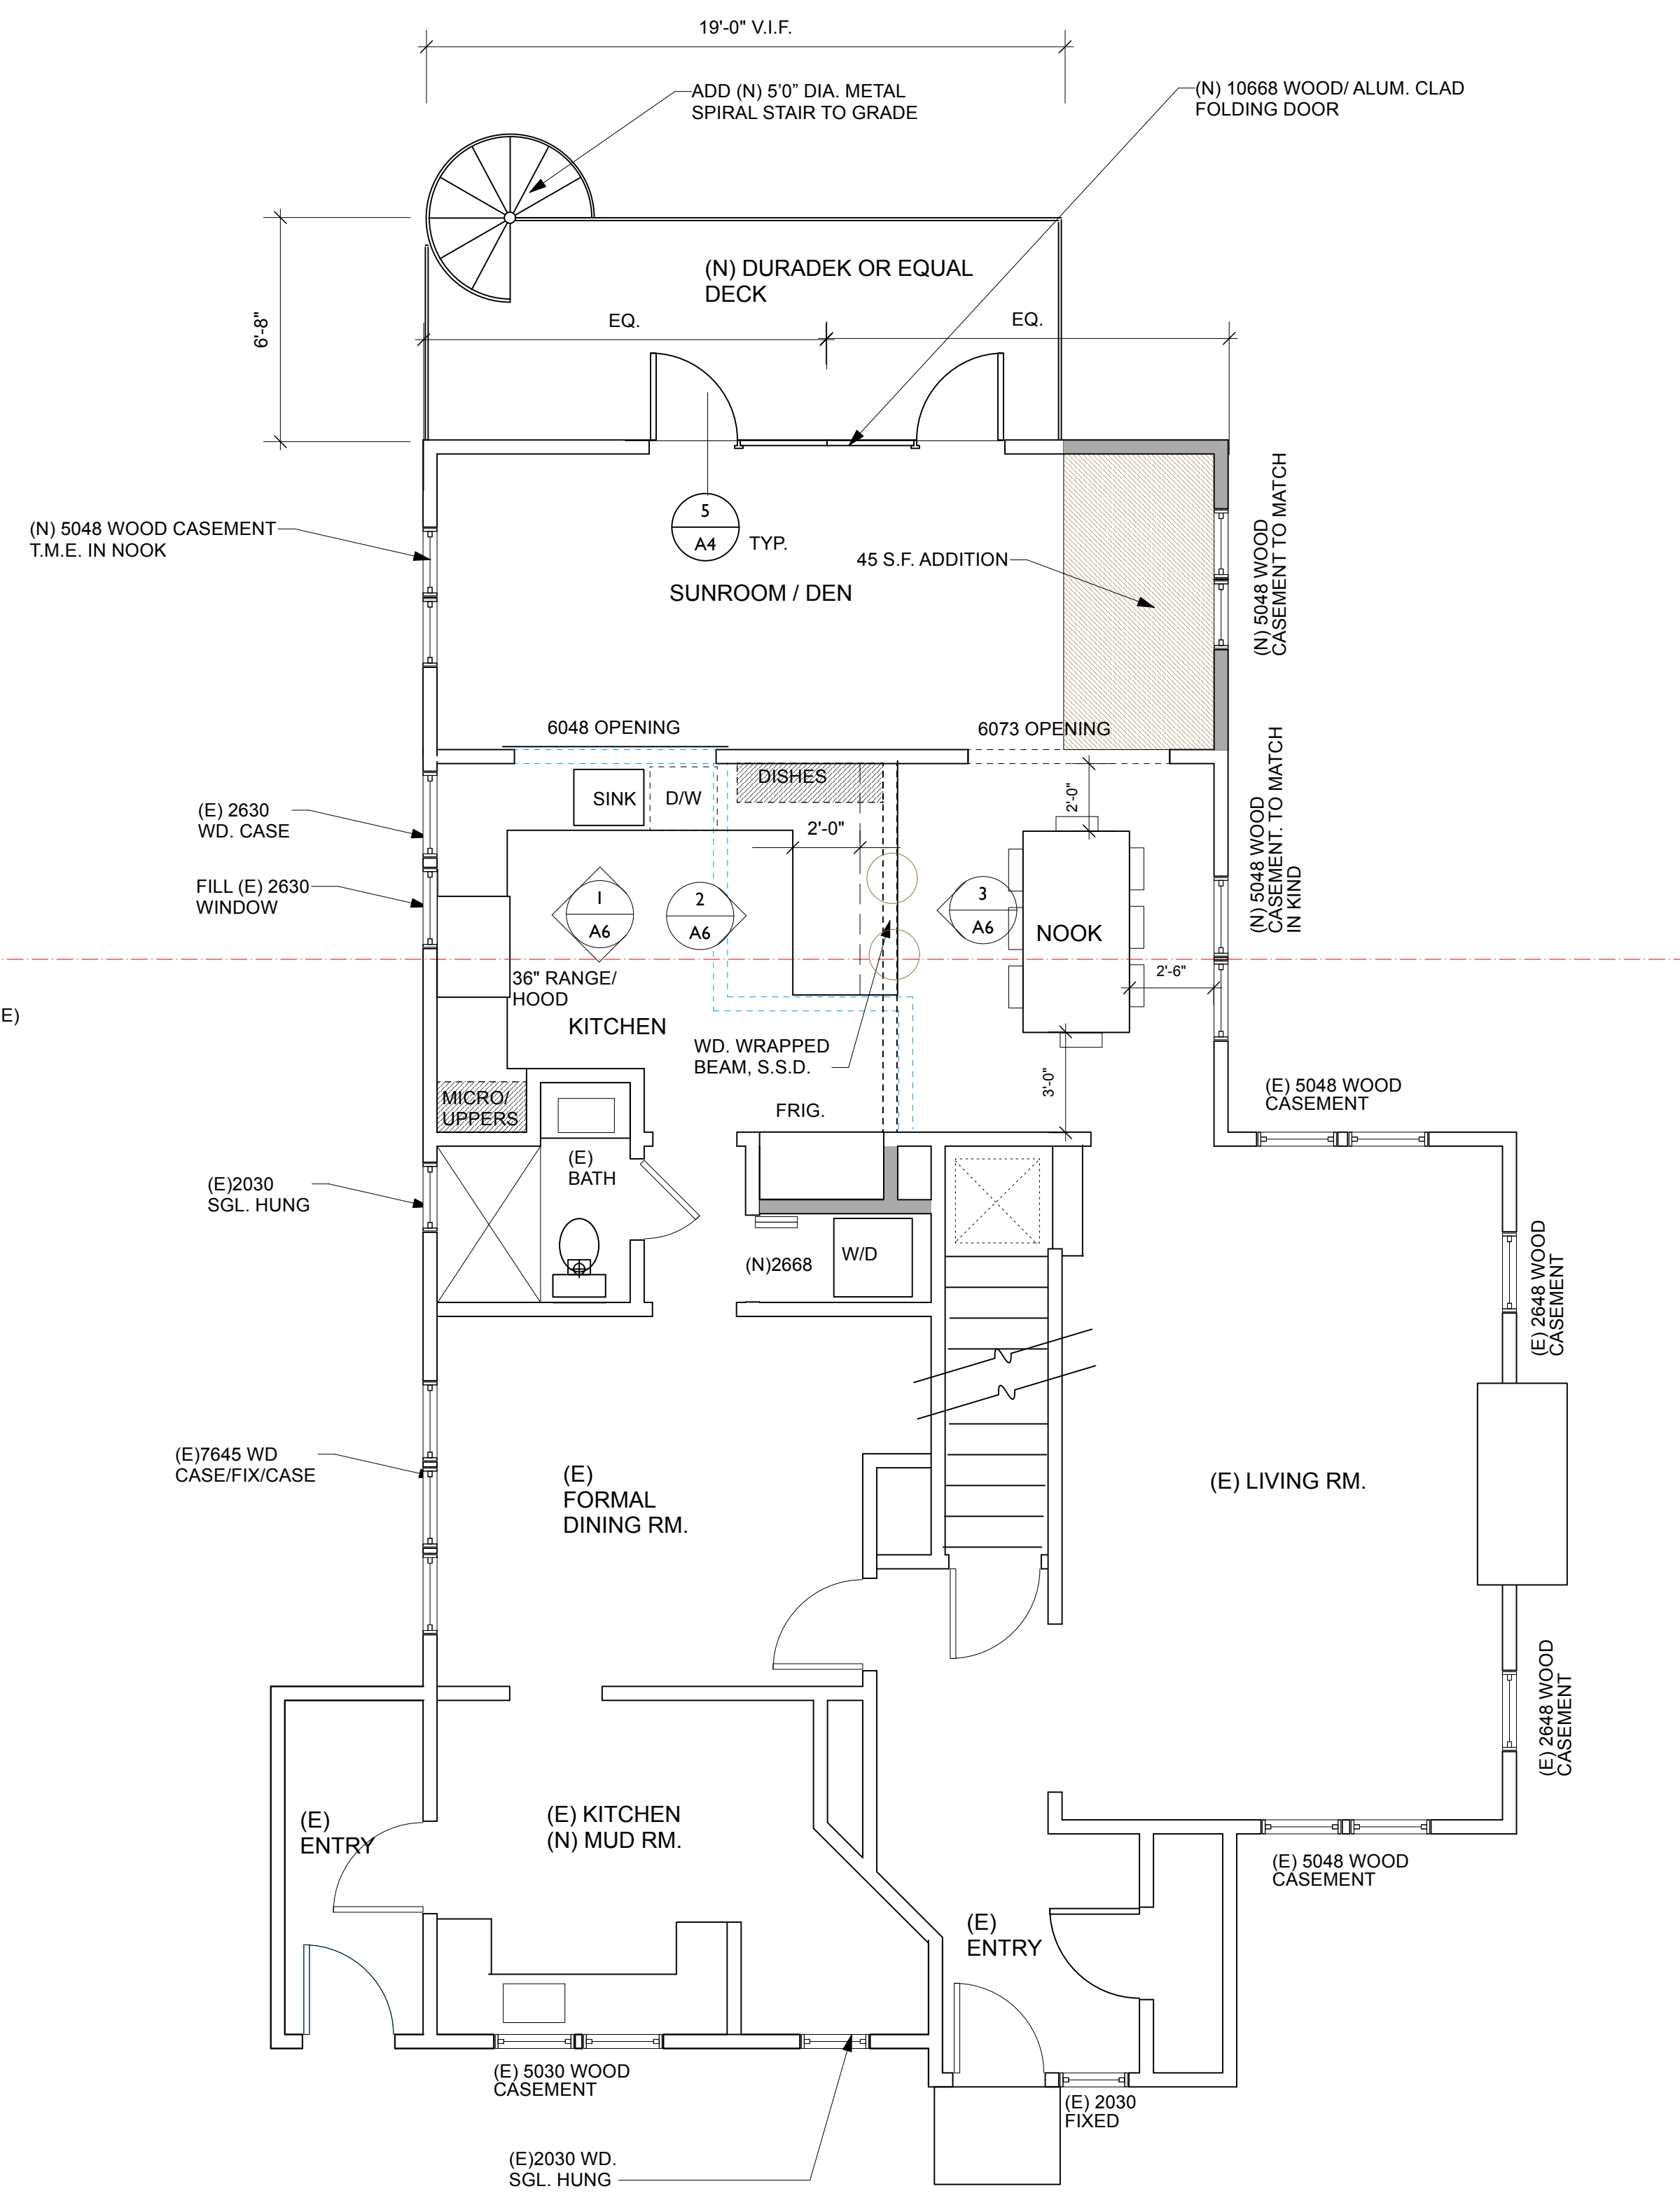 19'-0" V.I.F.
ADD (N) 5'0” DIA. METAL
SPIRAL STAIR TO GRADE
(N) 10668 WOOD/ ALUM. CLAD
FOLDING DOOR
(N) DURADEK OR EQUAL
DECK
6'-8"
EQ.
EQ.
(N) 5048 WOOD CASEMENT
T.M.E. IN NOOK
5
A4
TYP.
45 S.F. ADDITION
SUNROOM / DEN
(N) 5048 WOOD
CASEMENT TO MATCH
6048 OPENING
6073 OPENING
DISHES
SINK
D/W
2'-0"
2'-0"
(E) 2630
WD. CASE
FILL (E) 2630
WINDOW
1
A6
2
A6
3
A6
NOOK
(N) 5048 WOOD
CASEMENT. TO MATCH
IN KIND
2'-6"
36" RANGE/
HOOD
KITCHEN
E)
WD. WRAPPED
BEAM, S.S.D.
3'-0"
MICRO/
UPPERS
FRIG.
(E) 5048 WOOD
CASEMENT
(E)
BATH
(E)2030
SGL. HUNG
(N)2668
W/D
(E) 2648 WOOD
CASEMENT
(E)7645 WD
CASE/FIX/CASE
(E)
FORMAL
DINING RM.
(E) LIVING RM.
(E) 2648 WOOD
CASEMENT
(E)
ENTRY
(E) KITCHEN
(N) MUD RM.
(E) 5048 WOOD
CASEMENT
(E)
ENTRY
(E) 5030 WOOD
CASEMENT
(E) 2030
FIXED
(E)2030 WD.
SGL. HUNG